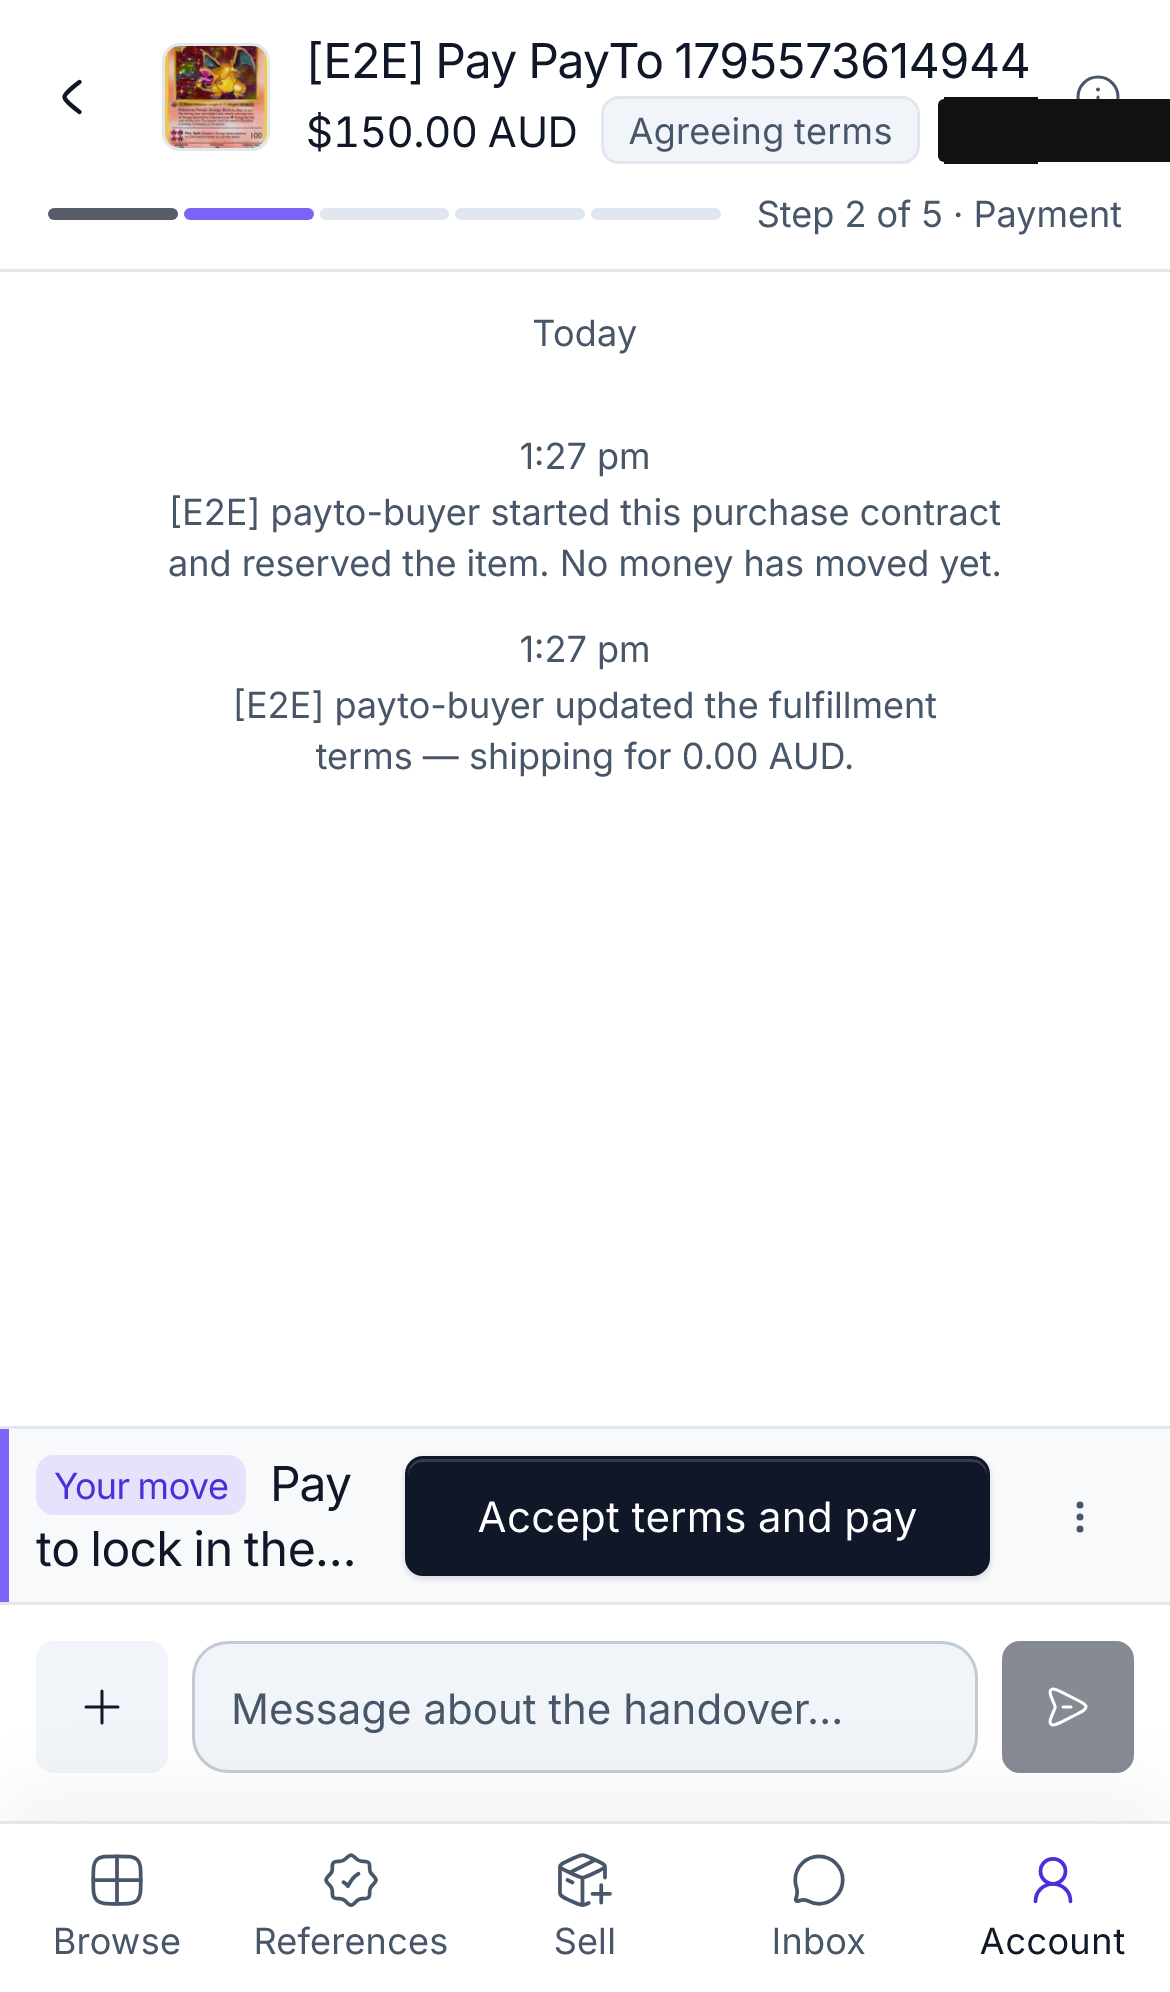 [E2E] Pay PayTo 1795573614944
$150.00 AUD
Agreeing terms
Step 2 of 5 · Payment
Today
1:27 pm
[E2E] payto-buyer started this purchase contract
and reserved the item. No money has moved yet.
1:27 pm
[E2E] payto-buyer updated the fulfillment
terms — shipping for 0.00 AUD.
Your move Pay
to lock in the...
Accept terms and pay
Message about the handover...
Browse
References
Sell
Inbox
Account